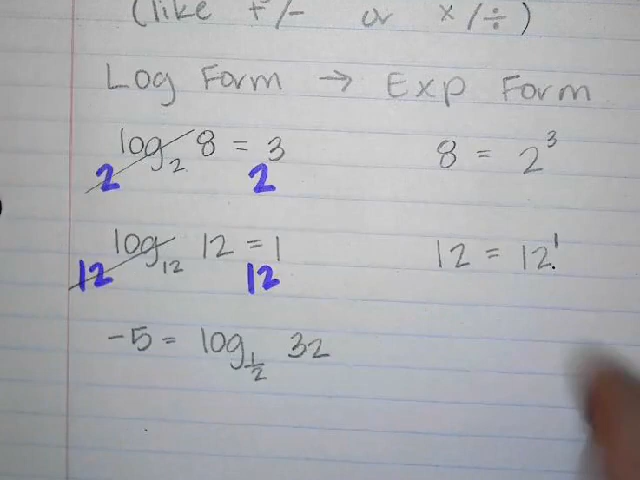 (like +/- or ×/÷)
Log Form → Exp Form
log₂ 8 = 3 8 = 2³
2 2
log₁₂ 12 = 1 12 = 12¹
12 12
-5 = log_1/2 32